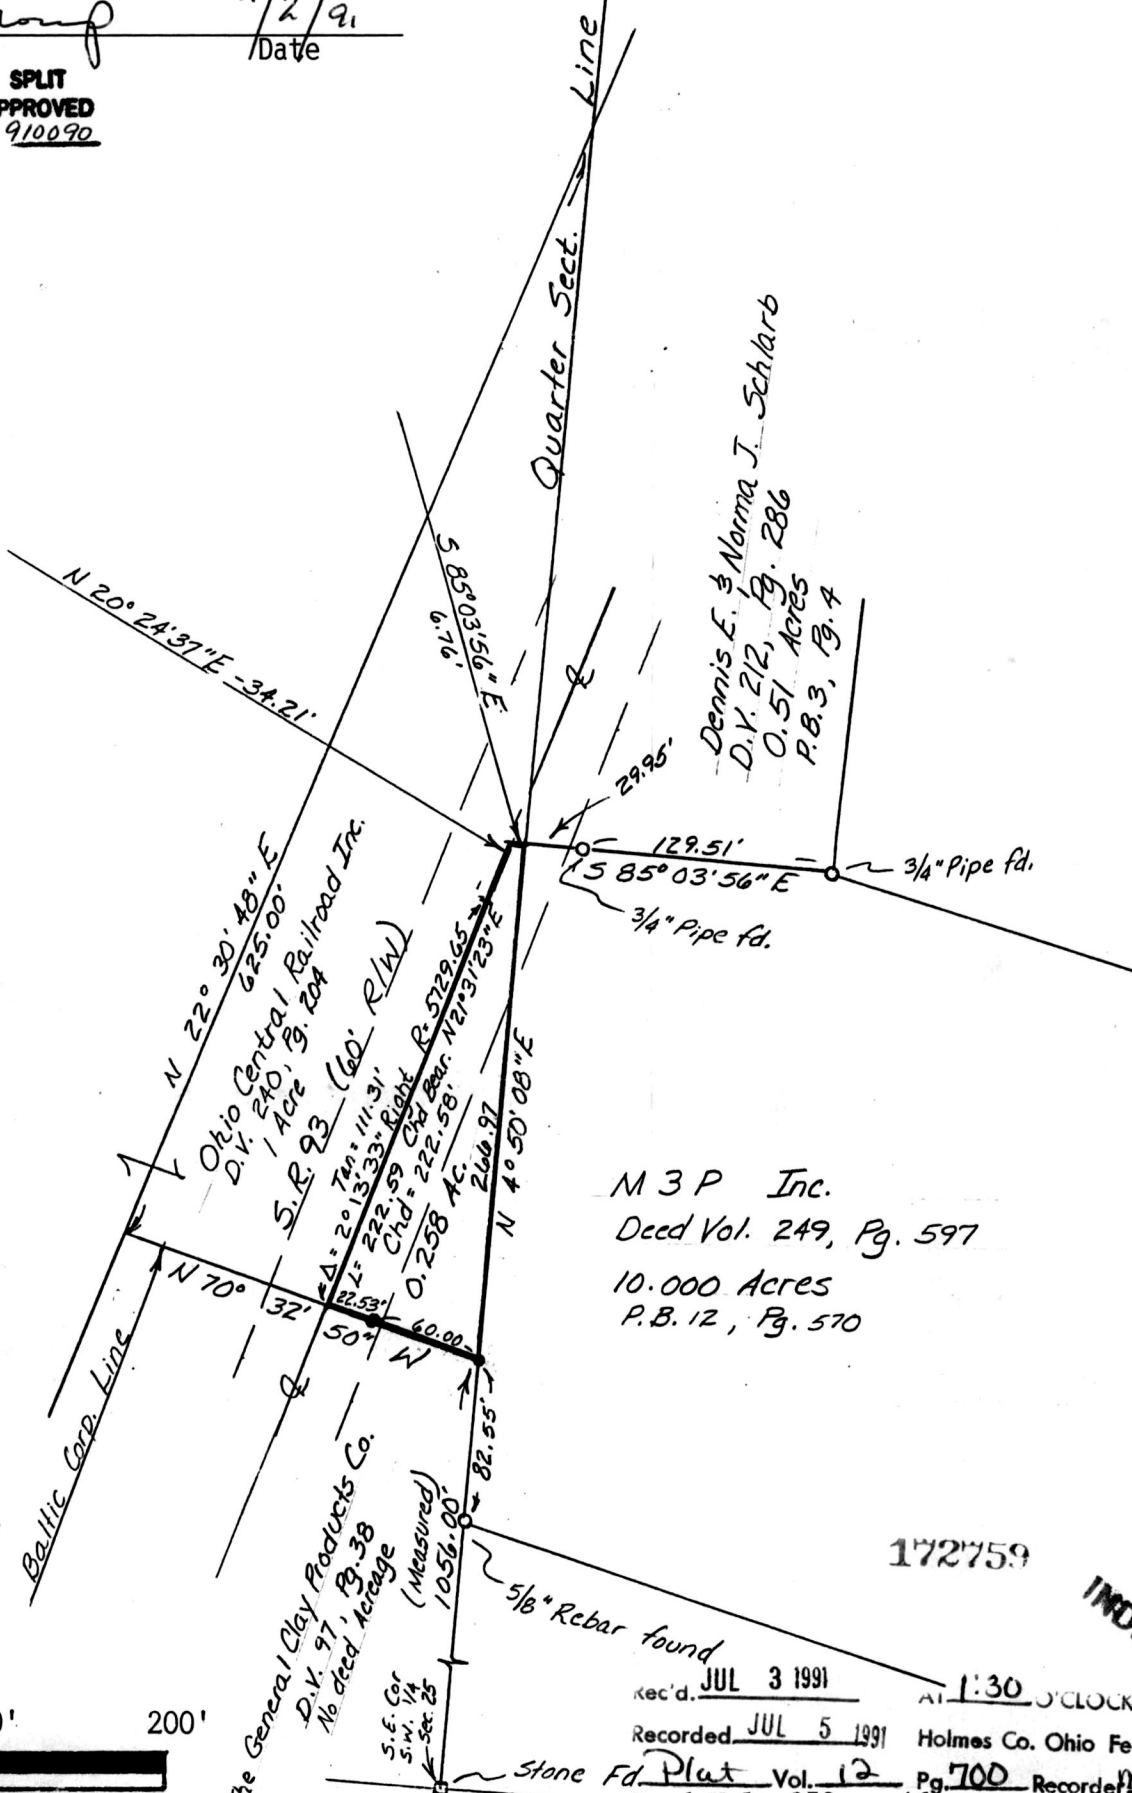 2/91
Date
SPLIT
APPROVED
910090
Quarter Sect. Line
S 85°03'56"E
6.76'
N 20°24'37"E - 34.21'
Dennis E. & Norma J. Schlarb
D.V. 212, Pg. 286
0.51 Acres
P.B.3, Pg. 4
29.95'
129.51'
S 85°03'56"E
3/4" Pipe fd.
3/4" Pipe fd.
N 22° 30' 48" E
625.00'
Ohio Central Railroad Inc.
D.V. 240, Pg. 204
1 Acre
S.R. 93 (60' R/W)
Δ = 2°13'33" Right R= 5729.65
Tan = 111.31'
L= 222.59 Chd Bear. N21°31'23"E
Chd = 222.58'
0.258 Ac.
266.97
N 4°50'08"E
M3P Inc.
Deed Vol. 249, Pg. 597
10.000 Acres
P.B. 12, Pg. 570
N 70° 32' 50" W
22.53'
60.00
82.55'
Baltic Corp. Line
General Clay Products Co.
D.V. 97, Pg. 38
No deed Acreage
(Measured)
1056.00'
5/8" Rebar found
172759
S.E. Cor
S.W. 1/4
Sec. 25
Stone Fd.
200'
Rec'd. JUL 3 1991 At 1:30 O'CLOCK
Recorded JUL 5 1991 Holmes Co. Ohio Fe
Plat Vol. 12 Pg. 700 Recorder